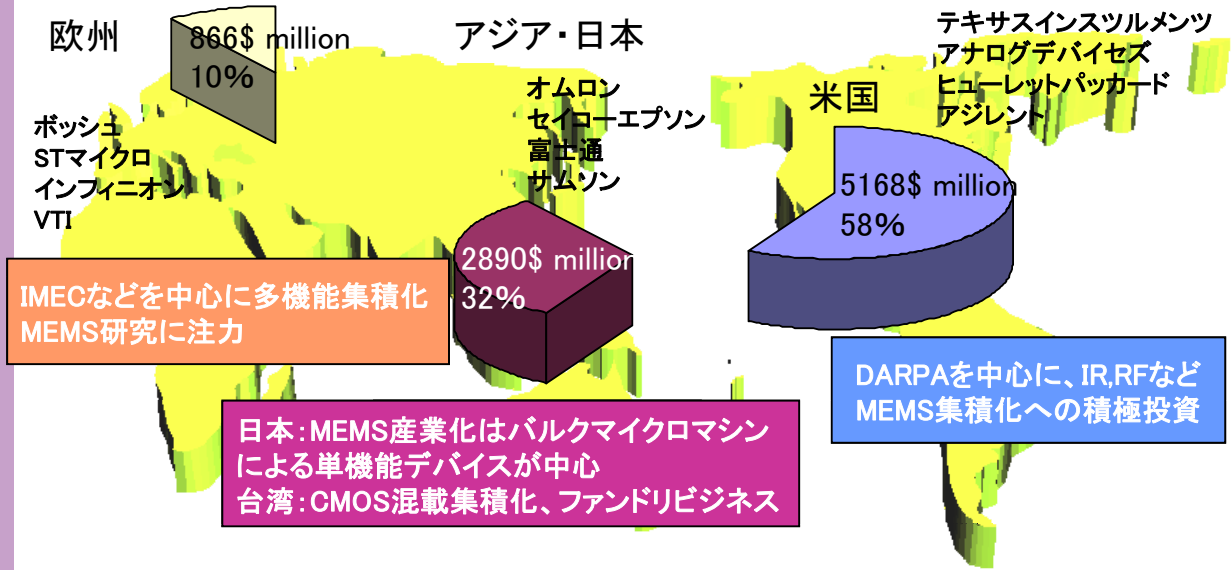 欧州
866$ million
10%
ボッシュ
STマイクロ
インフィニオン
VTI
IMECなどを中心に多機能集積化
MEMS研究に注力
アジア・日本
オムロン
セイコーエプソン
富士通
サムソン
2890$ million
32%
日本：MEMS産業化はバルクマイクロマシン
による単機能デバイスが中心
台湾：CMOS混載集積化、ファンドリビジネス
米国
テキサスインスツルメンツ
アナログデバイセズ
ヒューレットパッカード
アジレント
5168$ million
58%
DARPAを中心に、IR,RFなど
MEMS集積化への積極投資